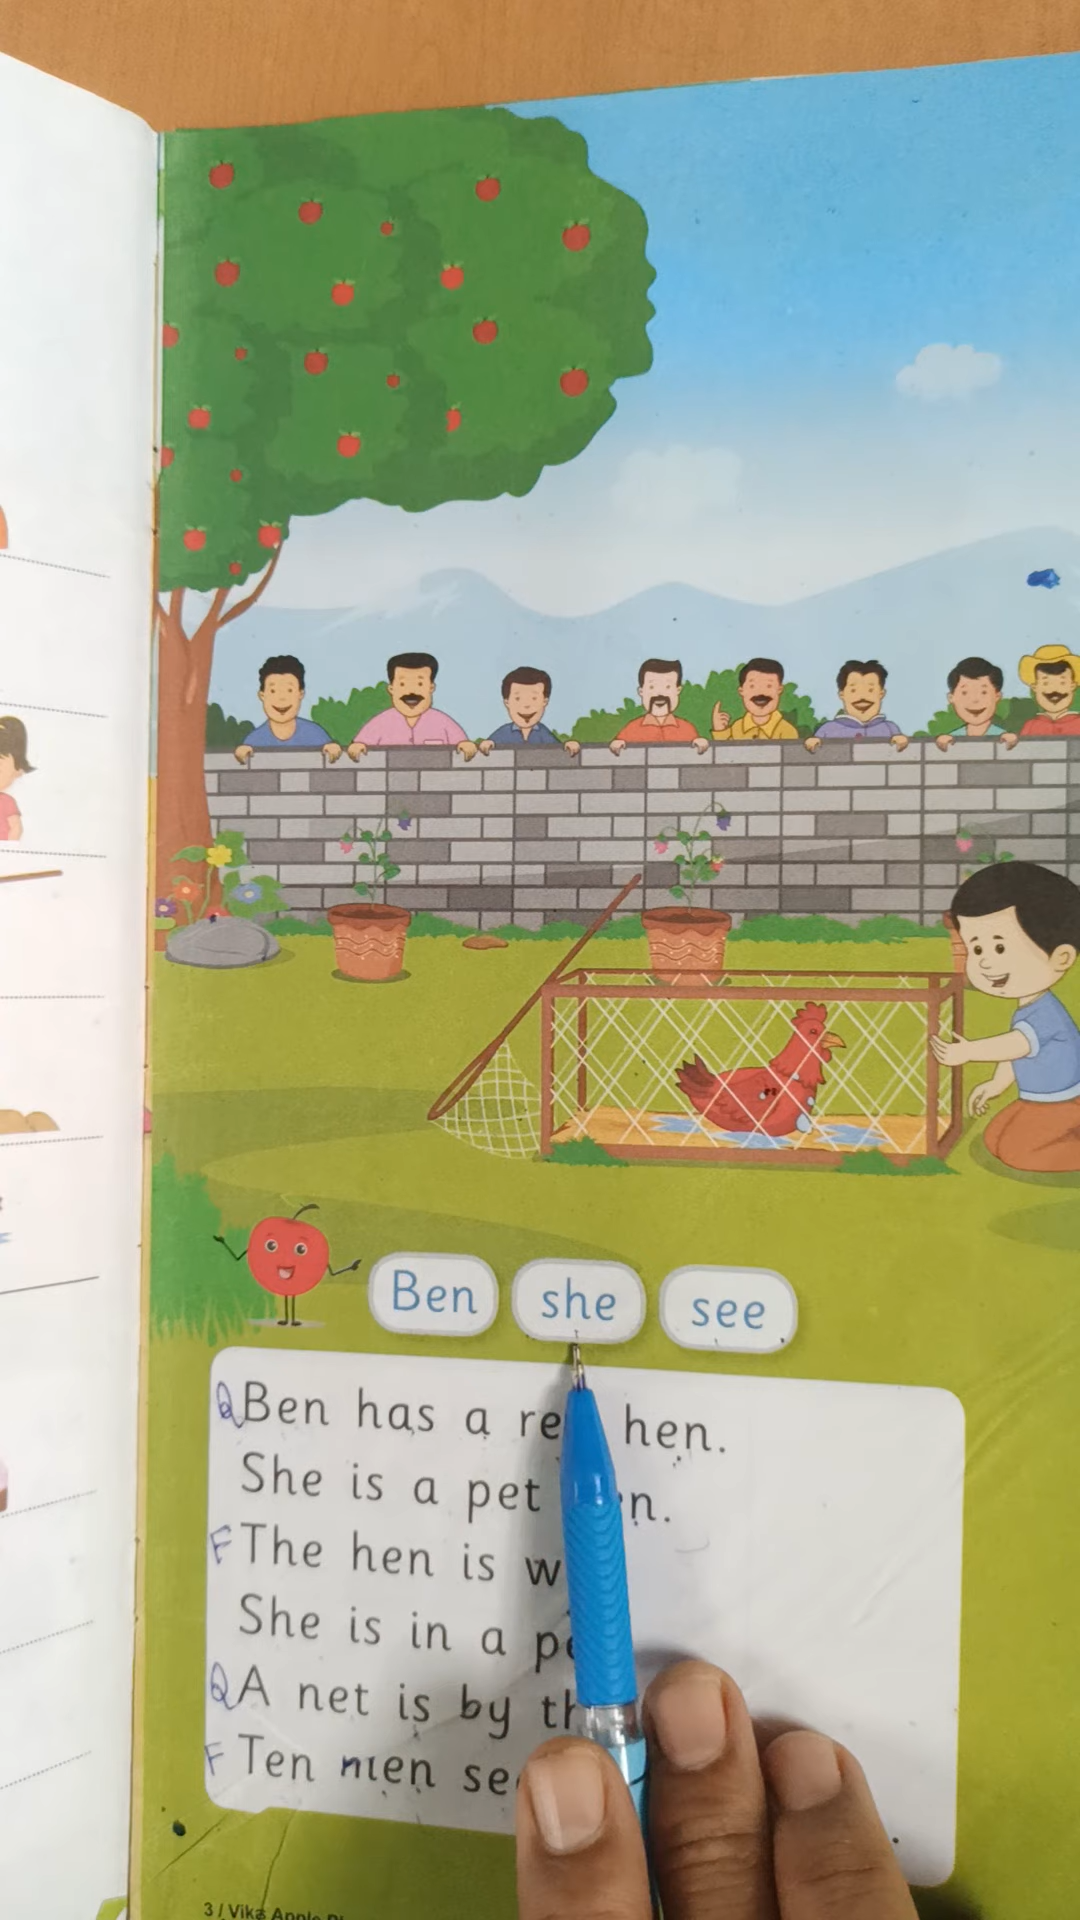 Ben she see
Ben has a re hen.
She is a pet n.
The hen is w
She is in a pe
A net is by th
Ten men se
3 / Vika Apple